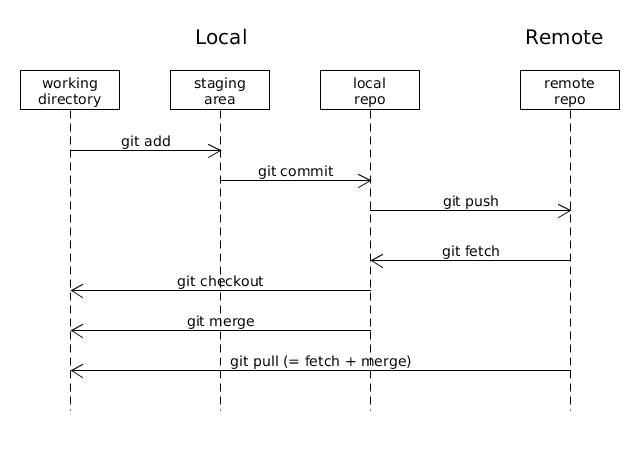 Local
Remote
working
directory
staging
area
local
repo
remote
repo
git add
git commit
git push
git fetch
git checkout
git merge
git pull (= fetch + merge)